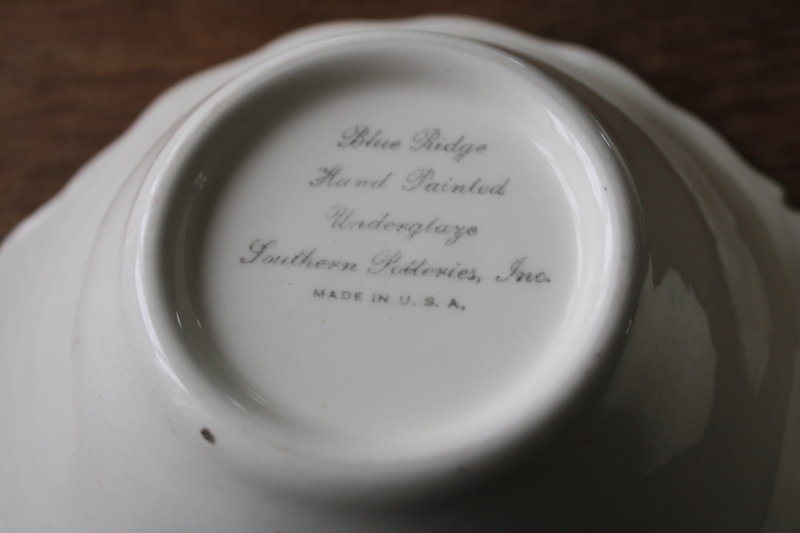 Blue Ridge
Hand Painted
Underglaze
Southern Potteries, Inc.
MADE IN U. S. A.